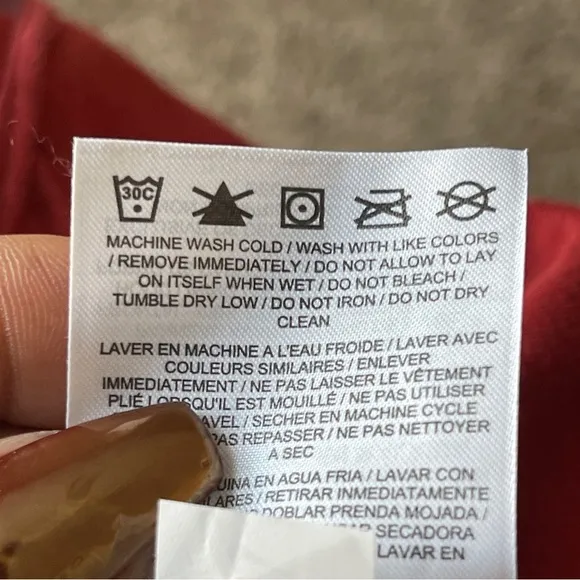 30C
MACHINE WASH COLD / WASH WITH LIKE COLORS
/ REMOVE IMMEDIATELY / DO NOT ALLOW TO LAY
ON ITSELF WHEN WET / DO NOT BLEACH /
TUMBLE DRY LOW / DO NOT IRON / DO NOT DRY
CLEAN
LAVER EN MACHINE A L'EAU FROIDE / LAVER AVEC
COULEURS SIMILAIRES / ENLEVER
IMMEDIATEMENT / NE PAS LAISSER LE VÊTEMENT
PLIÉ LORSQU'IL EST MOUILLÉ / NE PAS UTILISER
/ SECHER EN MACHINE CYCLE
PAS REPASSER / NE PAS NETTOYER
A SEC
EN AGUA FRIA / LAVAR CON
/ RETIRAR IMMEDIATAMENTE
DOBLAR PRENDA MOJADA /
SECADORA
LAVAR EN